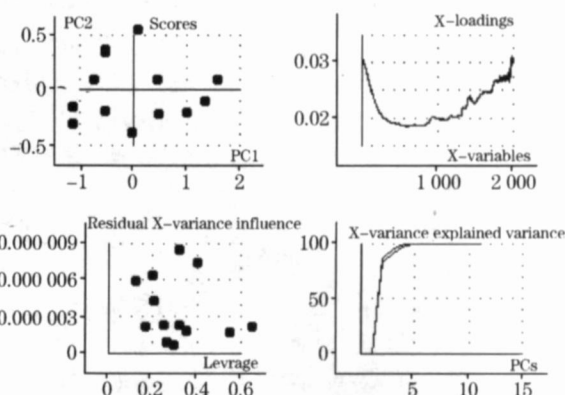 PC2 Scores
0.5
0
−0.5
−1 0 1 2
PC1
X−loadings
0.03
0.02
X−variables
1 000 2 000
Residual X−variance influence
0.000 009
0.000 006
0.000 003
0
Levrage
0 0.2 0.4 0.6
X−variance explained variance
100
50
0
PCs
5 10 15